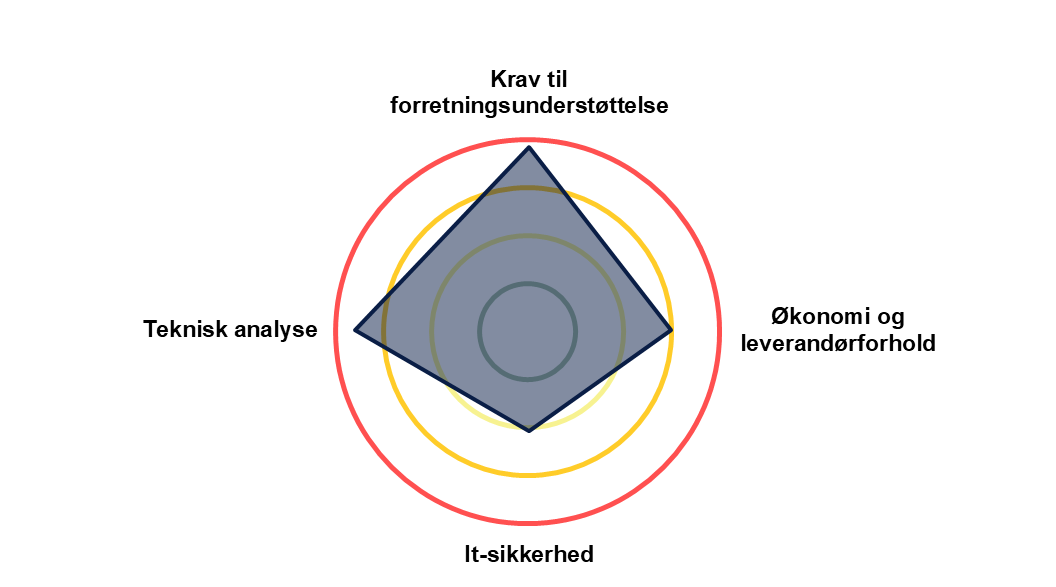 Krav til
forretningsunderstøttelse
Teknisk analyse
Økonomi og
leverandørforhold
It-sikkerhed